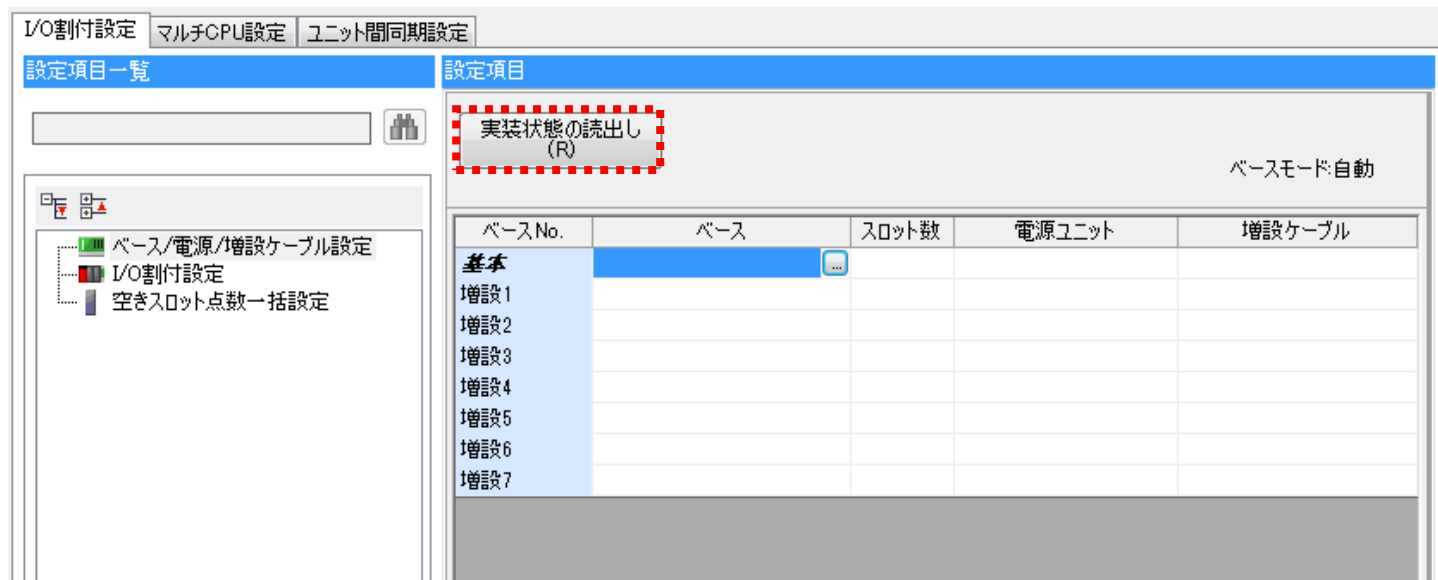 I/O割付設定 マルチCPU設定 ユニット間同期設定
設定項目一覧
設定項目
実装状態の読出し
(R)
ベースモード:自動
ベース/電源/増設ケーブル設定
I/O割付設定
空きスロット点数一括設定
ベースNo. ベース スロット数 電源ユニット 増設ケーブル
基本 ...
増設1
増設2
増設3
増設4
増設5
増設6
増設7